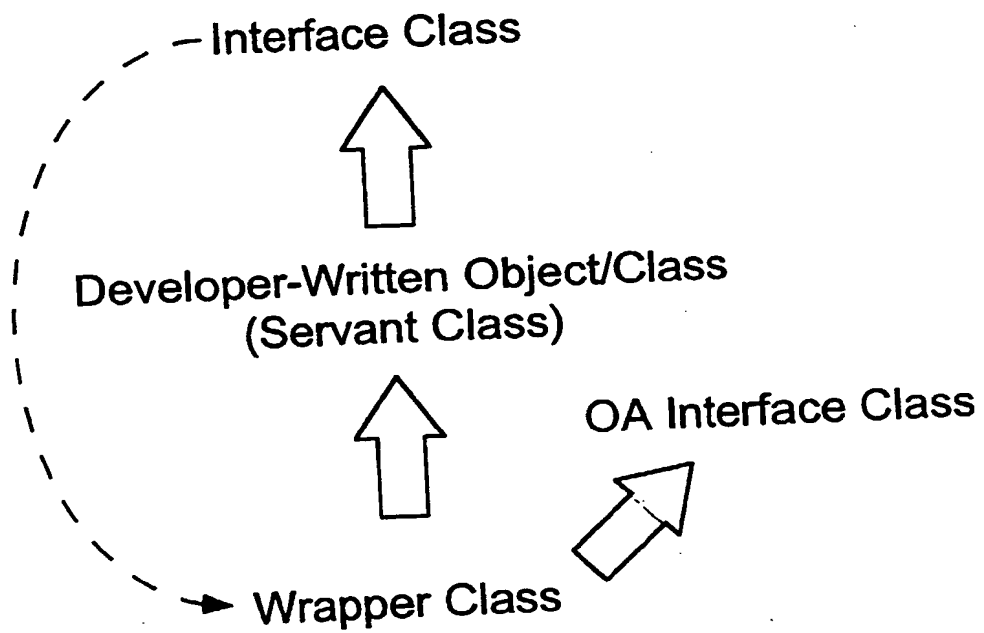 Interface Class
Developer-Written Object/Class
(Servant Class)
OA Interface Class
Wrapper Class